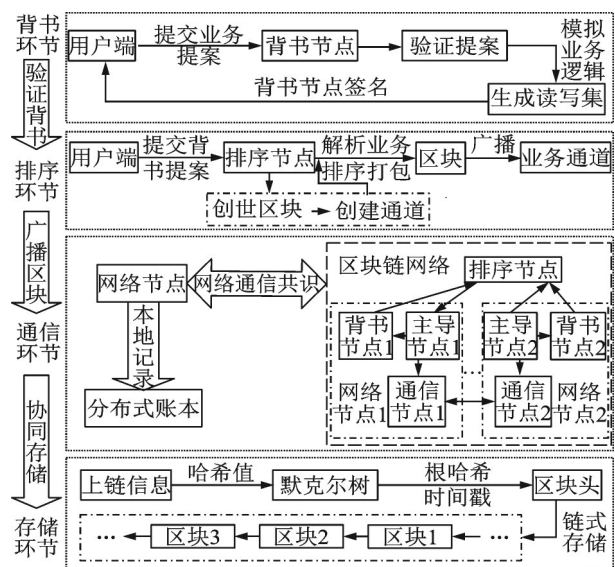 背书
环节
验证背书
排序
环节
广播区块
通信
环节
协同存储
存储
环节
用户端
提交业务
提案
背书节点
验证提案
模拟
业务
逻辑
背书节点签名
生成读写集
用户端
提交背
书提案
排序节点
解析业务
排序打包
区块
广播
业务通道
创世区块
创建通道
网络节点
网络通信共识
本地记录
分布式账本
区块链网络
排序节点
背书
节点1
主导
节点1
主导
节点2
背书
节点2
网络
节点1
通信
节点1
...
通信
节点2
网络
节点2
上链信息
哈希值
默克尔树
根哈希
时间戳
区块头
链式
存储
...
区块3
区块2
区块1
...